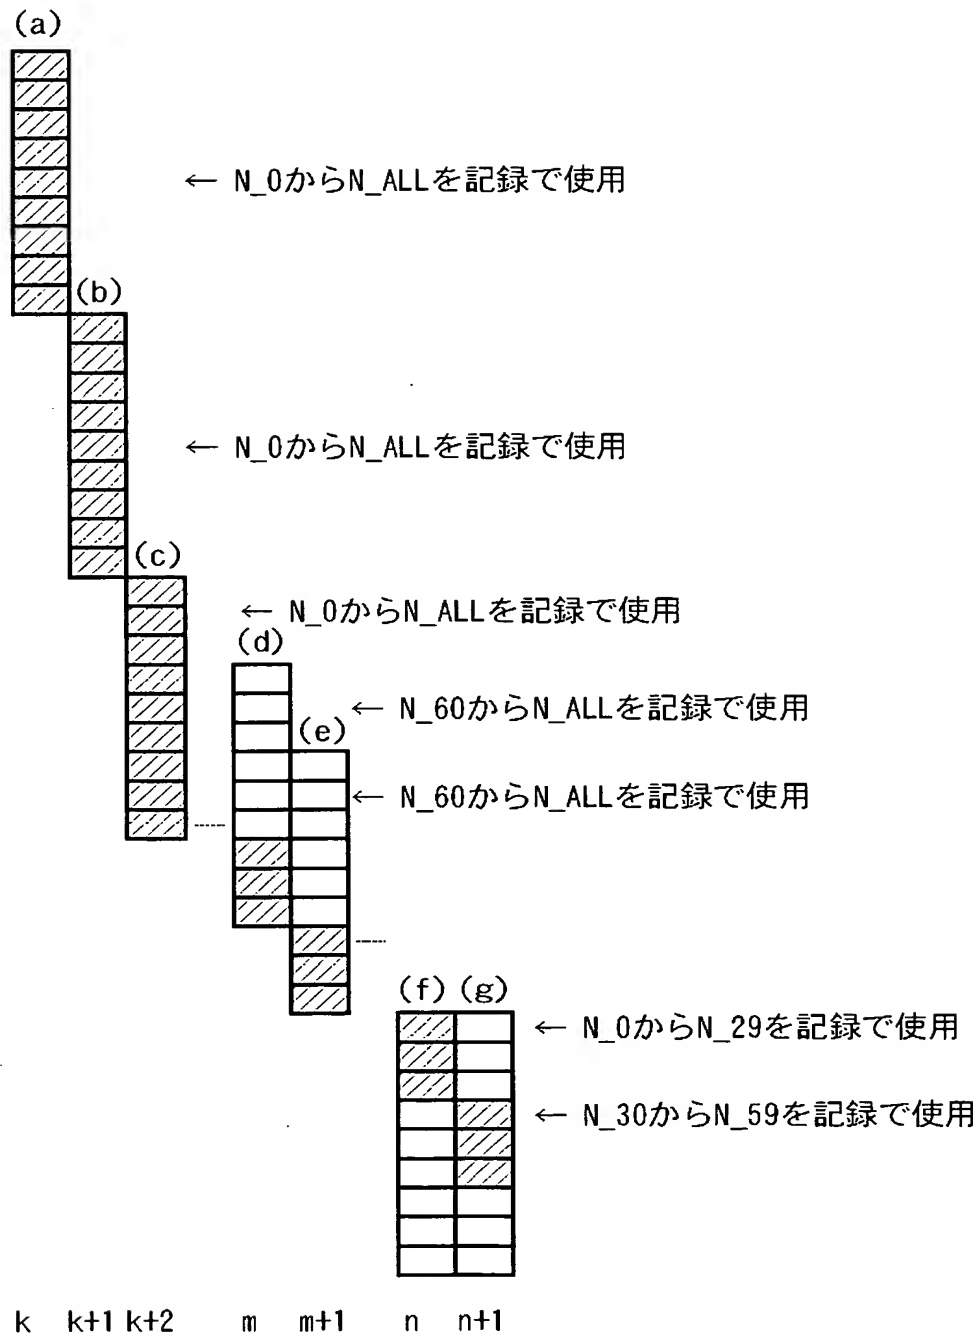 (a)
← N_0からN_ALLを記録で使用
(b)
← N_0からN_ALLを記録で使用
(c)
← N_0からN_ALLを記録で使用
(d)
← N_60からN_ALLを記録で使用
(e)
← N_60からN_ALLを記録で使用
(f) (g)
← N_0からN_29を記録で使用
← N_30からN_59を記録で使用
k k+1 k+2 m m+1 n n+1